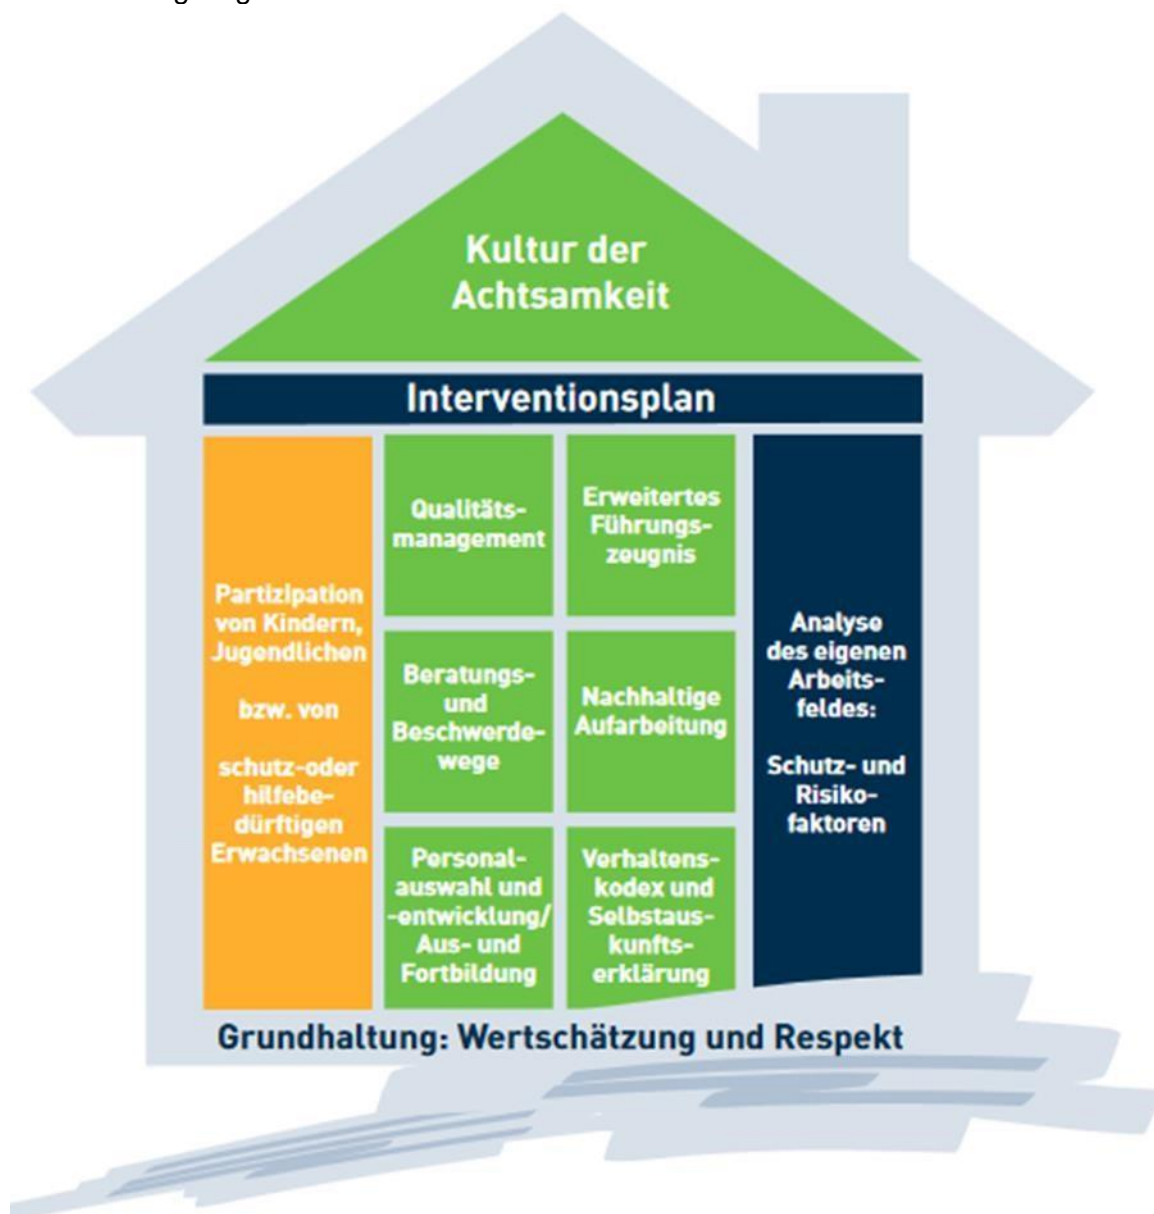 Kultur der
Achtsamkeit
Interventionsplan
Partizipation
von Kindern,
Jugendlichen
bzw. von
schutz-oder
hilfebe-
dürftigen
Erwachsenen
Qualitäts-
management
Beratungs-
und
Beschwerde-
wege
Personal-
auswahl und
-entwicklung/
Aus- und
Fortbildung
Erweitertes
Führungs-
zeugnis
Nachhaltige
Aufarbeitung
Verhaltens-
kodex und
Selbstaus-
kunfts-
erklärung
Analyse
des eigenen
Arbeits-
feldes:
Schutz- und
Risiko-
faktoren
Grundhaltung: Wertschätzung und Respekt